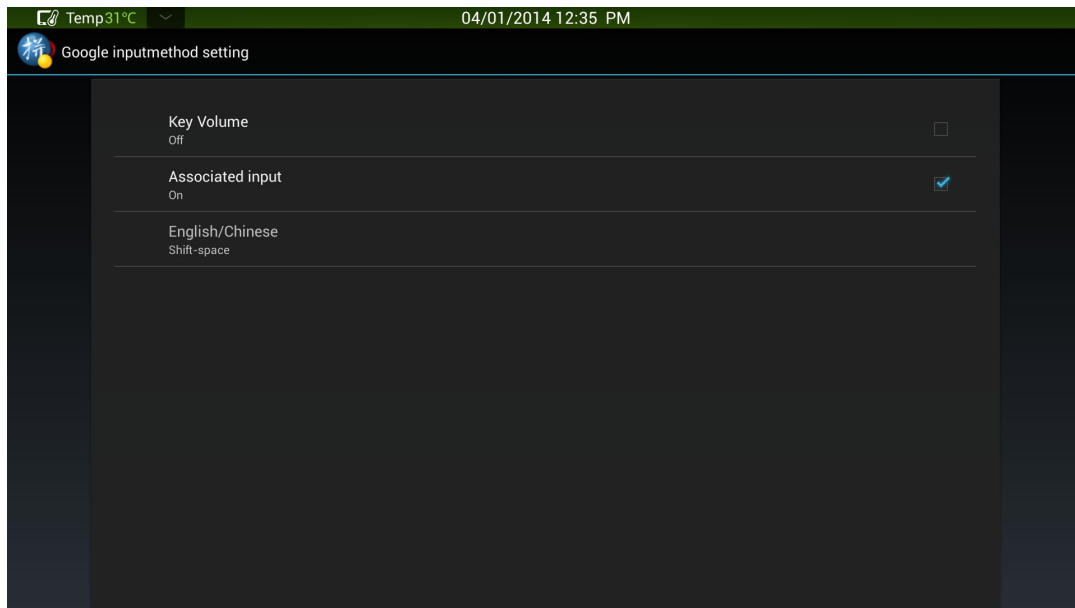 Temp31°C
04/01/2014 12:35 PM
拼
Google inputmethod setting
Key Volume
Off
Associated input
On
English/Chinese
Shift-space